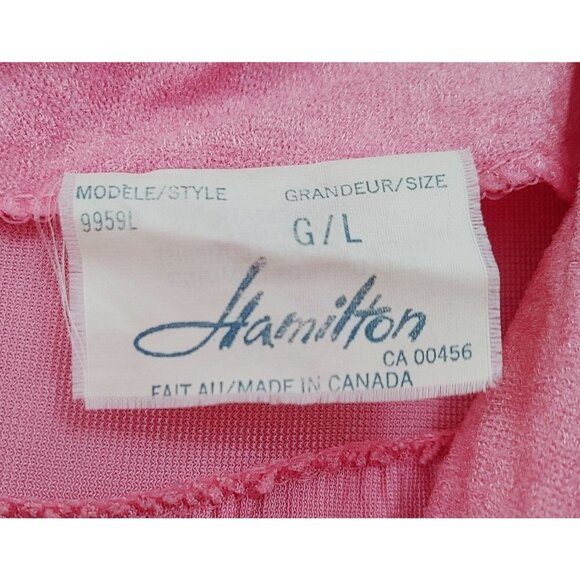 MODÈLE/STYLE GRANDEUR/SIZE
9959L G/L
Hamilton
CA 00456
FAIT AU/MADE IN CANADA